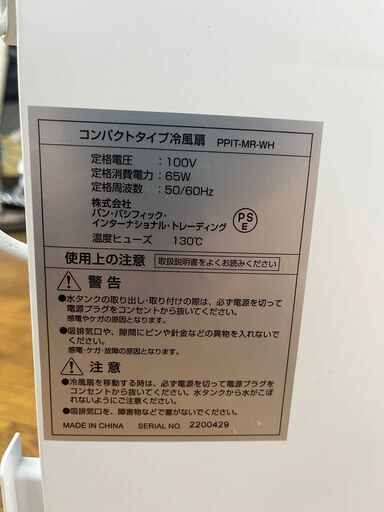 コンパクトタイプ冷風扇 PPIT-MR-WH
定格電圧 : 100V
定格消費電力 : 65W
定格周波数 : 50/60Hz
株式会社
パン・パシフィック・
インターナショナル・トレーディング
PS
E
温度ヒューズ 130℃
使用上の注意 取扱説明書をよくお読みください
警告
●水タンクの取り出し・取り付けの際は、必ず電源を切って
電源プラグをコンセントから抜いてください。
感電やケガの原因となります。
●吸排気口や、隙間にピンや針金などの異物を入れないで
ください。
感電・ケガ・故障の原因となります。
注意
●冷風扇を移動する時は、必ず電源を切って電源プラグを
コンセントから抜いてください。水タンクから水がこぼ
れないようにご注意ください。
●吸排気口を、障害物などで塞がないでください。
MADE IN CHINA SERIAL NO. 2200429